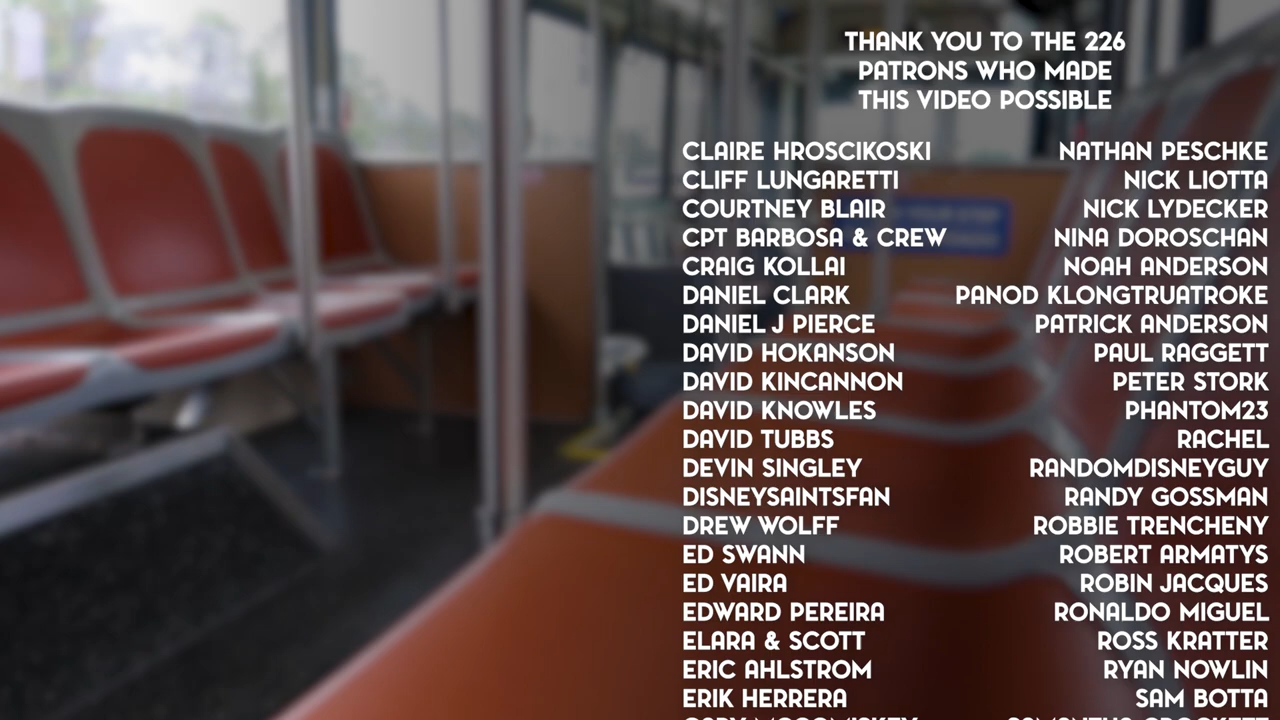 THANK YOU TO THE 226
PATRONS WHO MADE
THIS VIDEO POSSIBLE
CLAIRE HROSCIKOSKI
CLIFF LUNGARETTI
COURTNEY BLAIR
CPT BARBOSA & CREW
CRAIG KOLLAI
DANIEL CLARK
DANIEL J PIERCE
DAVID HOKANSON
DAVID KINCANNON
DAVID KNOWLES
DAVID TUBBS
DEVIN SINGLEY
DISNEYSAINTSFAN
DREW WOLFF
ED SWANN
ED VAIRA
EDWARD PEREIRA
ELARA & SCOTT
ERIC AHLSTROM
ERIK HERRERA
NATHAN PESCHKE
NICK LIOTTA
NICK LYDECKER
NINA DOROSCHAN
NOAH ANDERSON
PANOD KLONGTRUATROKE
PATRICK ANDERSON
PAUL RAGGETT
PETER STORK
PHANTOM23
RACHEL
RANDOMDISNEYGUY
RANDY GOSSMAN
ROBBIE TRENCHENY
ROBERT ARMATYS
ROBIN JACQUES
RONALDO MIGUEL
ROSS KRATTER
RYAN NOWLIN
SAM BOTTA